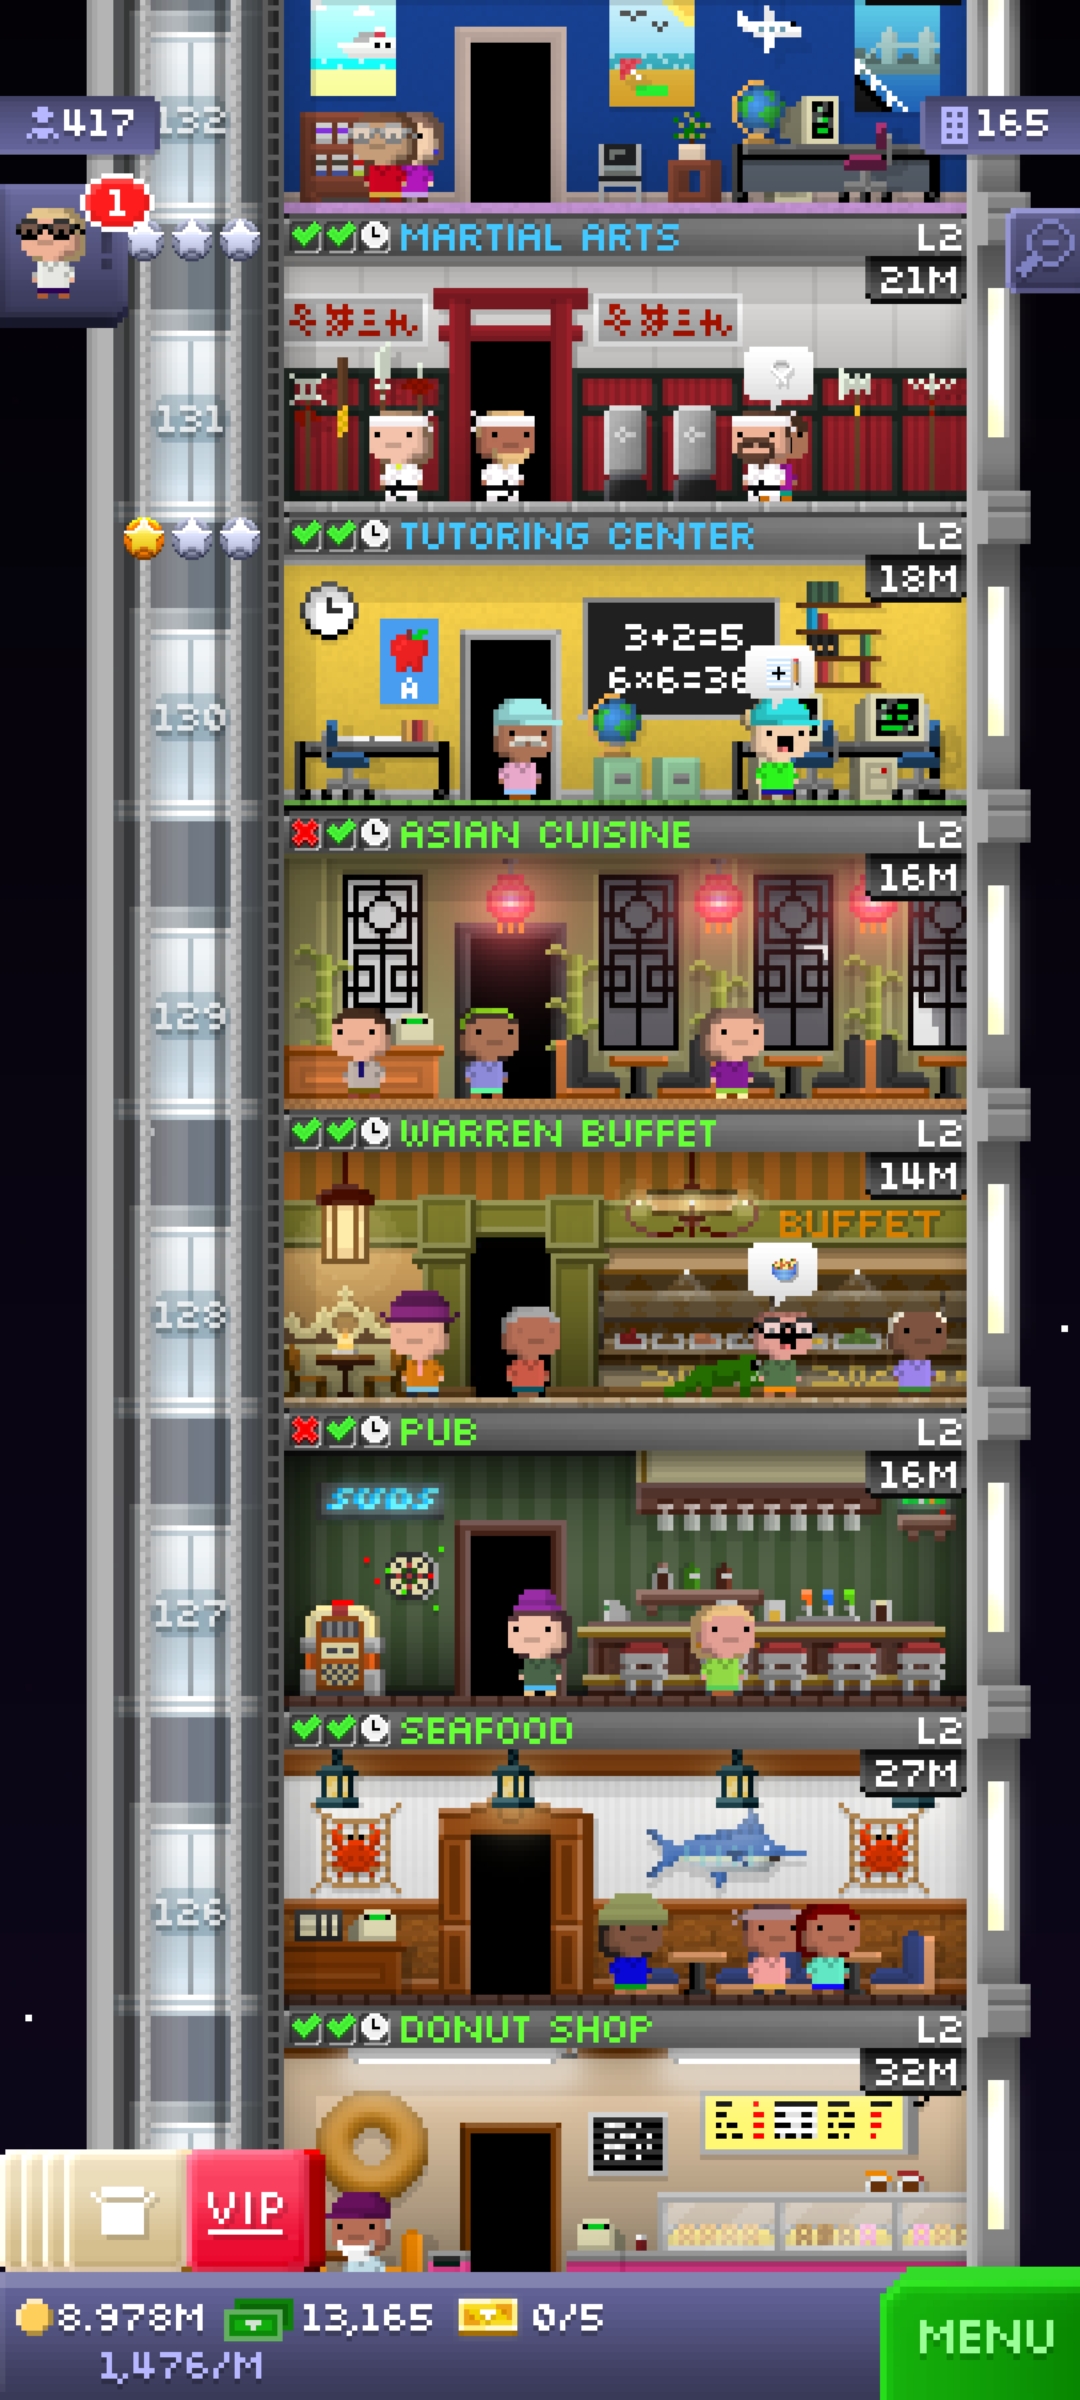 417
132
165
1
MARTIAL ARTS
L2
21M
131
TUTORING CENTER
L2
18M
3+2=5
6×6=36
A
130
ASIAN CUISINE
L2
16M
129
WARREN BUFFET
L2
14M
BUFFET
128
PUB
L2
16M
SUDS
127
SEAFOOD
L2
27M
126
DONUT SHOP
L2
32M
VIP
8.978M
13,165
0/5
1,476/M
MENU